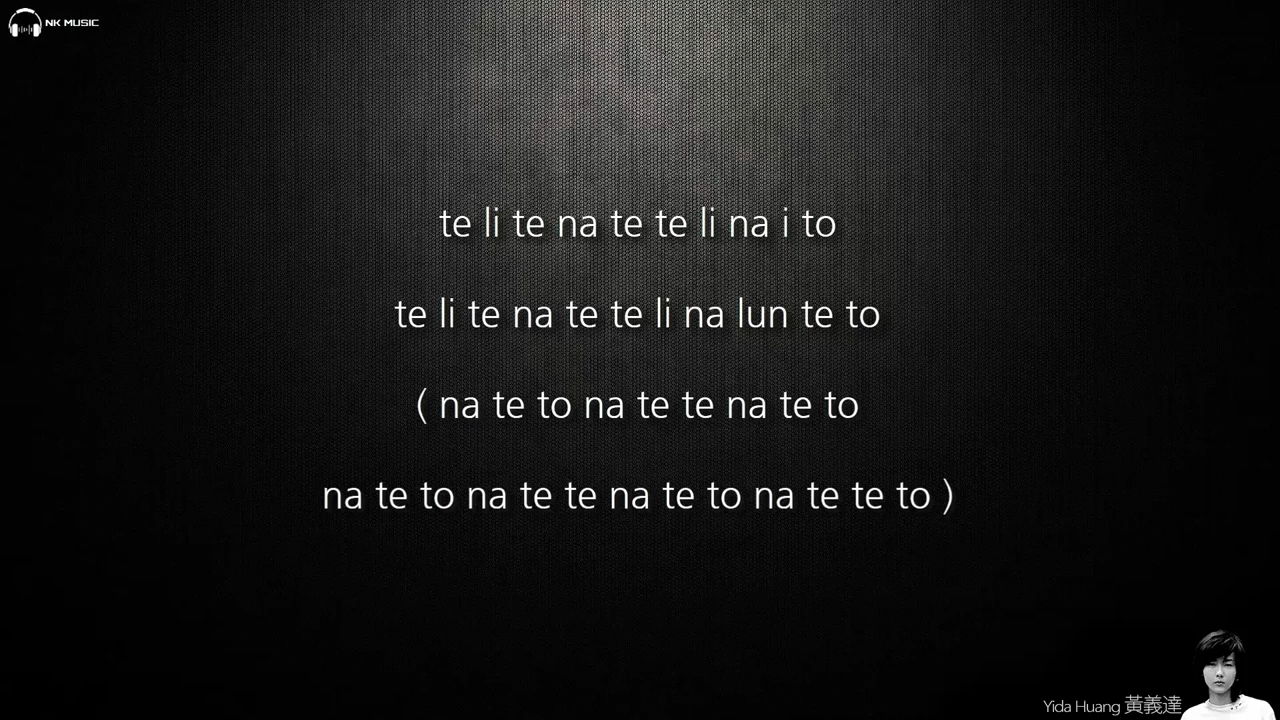 NK MUSIC
te li te na te te li na i to
te li te na te te li na lun te to
( na te to na te te na te to
na te to na te te na te to na te te to )
Yida Huang 黃義達